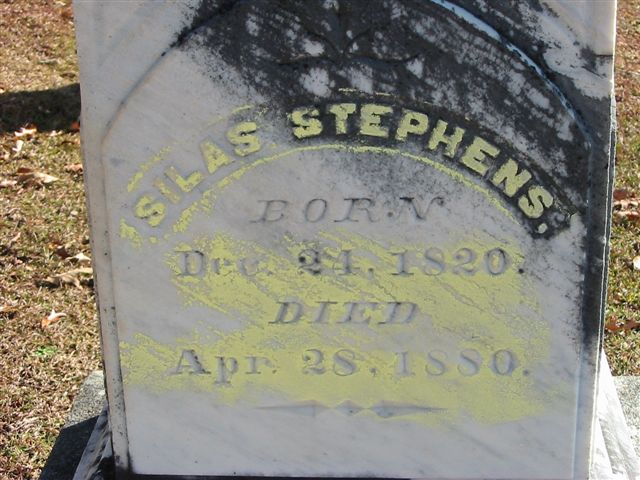 SILAS STEPHENS,
BORN
Dec. 24, 1820.
DIED
Apr. 28, 1880.